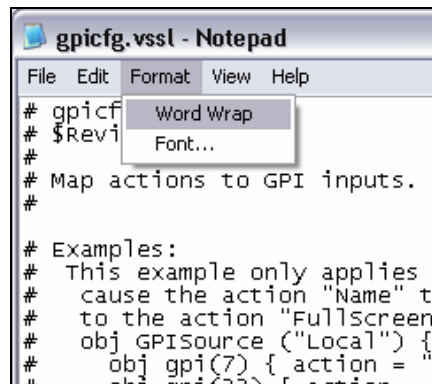 gpicfg.vssl - Notepad
File Edit Format View Help
Word Wrap
Font...
# gpicf
# $Revi
#
# Map actions to GPI inputs.
#
# Examples:
# This example only applies
# cause the action "Name" t
# to the action "FullScreen
# obj GPISource ("Local") {
# obj gpi(7) { action = "